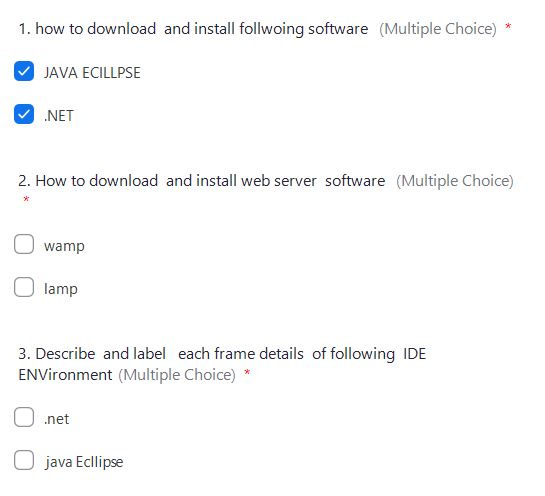 1. how to download and install follwoing software (Multiple Choice) *
JAVA ECILLPSE
.NET
2. How to download and install web server software (Multiple Choice)
*
wamp
lamp
3. Describe and label each frame details of following IDE
ENVironment (Multiple Choice) *
.net
java Ecllipse